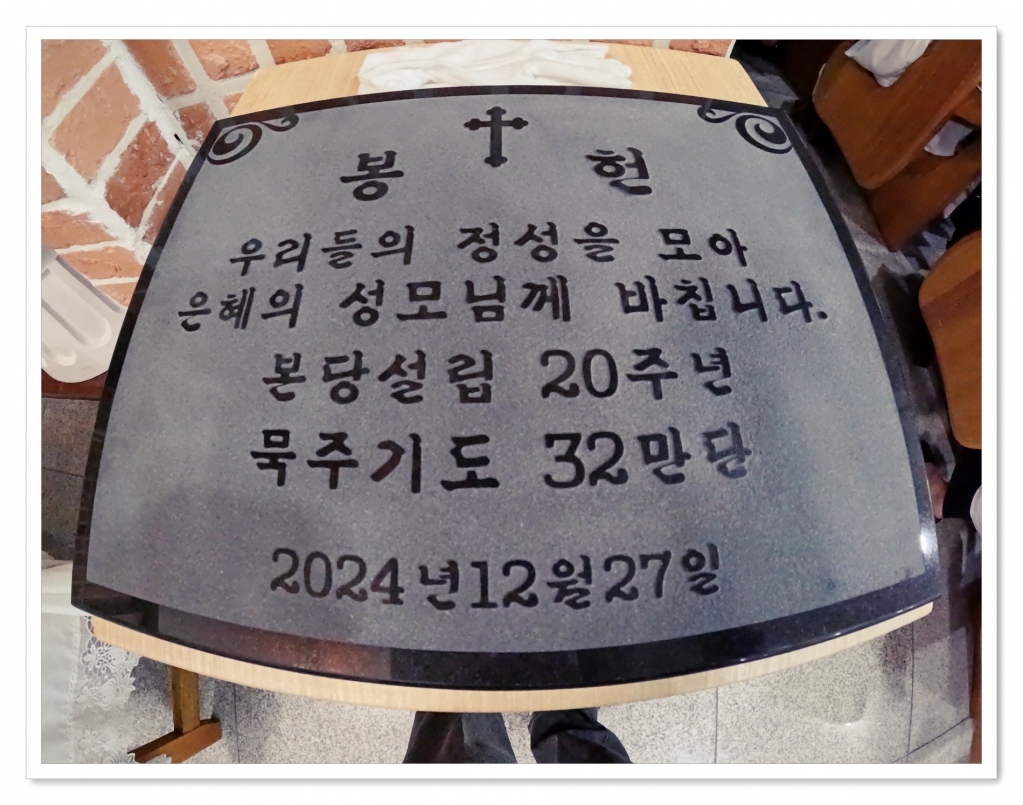 봉 헌
우리들의 정성을 모아
은혜의 성모님께 바칩니다.
본당설립 20주년
묵주기도 32만단
2024년12월27일